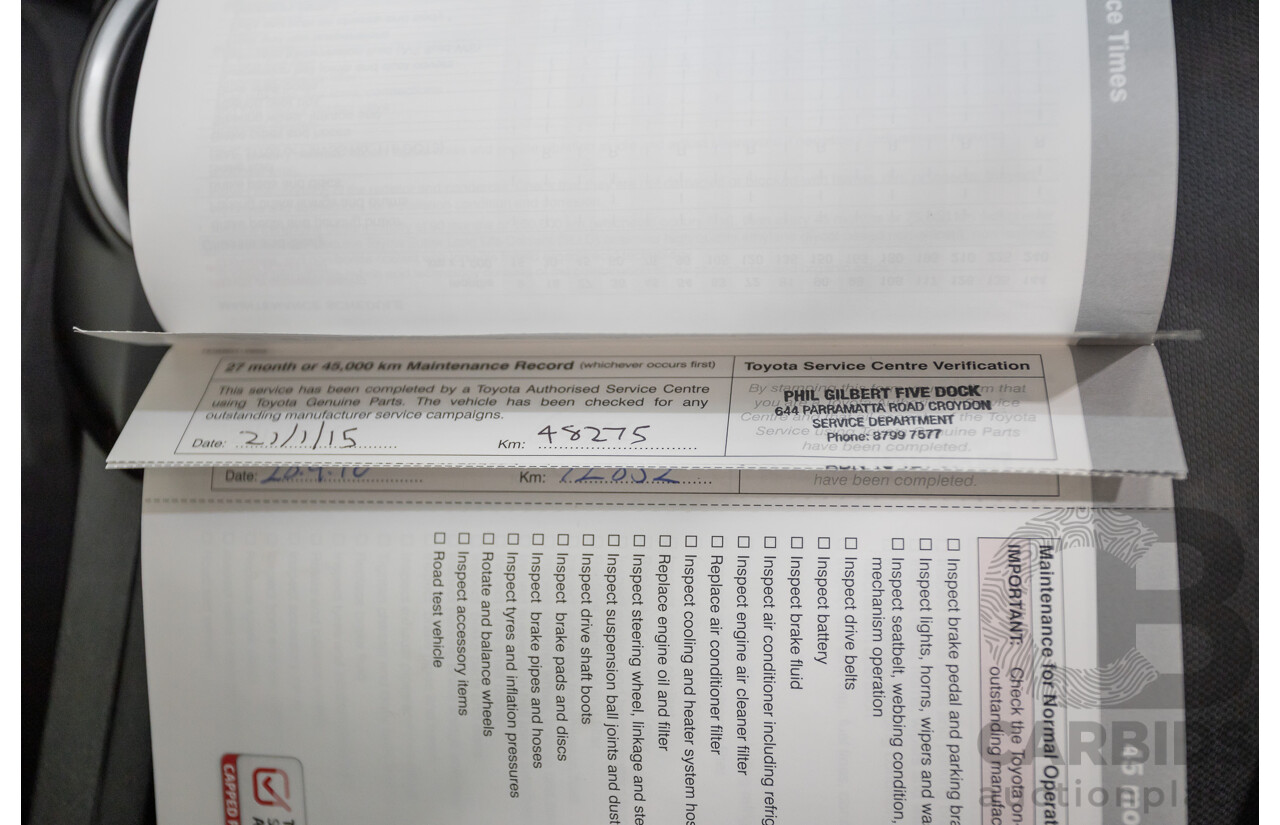 ce Times
27 month or 45,000 km Maintenance Record (whichever occurs first)
This service has been completed by a Toyota Authorised Service Centre
using Toyota Genuine Parts. The vehicle has been checked for any
outstanding manufacturer service campaigns.
Date: 21/1/15
Km: 48275
Toyota Service Centre Verification
PHIL GILBERT FIVE DOCK
644 PARRAMATTA ROAD CROYDON
SERVICE DEPARTMENT
Phone: 8799 7577
have been completed.
Date:
Km: 72852
have been completed.
45 mo
Maintenance for Normal Operat
IMPORTANT: Check the Toyota on-
outstanding manufac
Inspect brake pedal and parking bra
Inspect lights, horns, wipers and wa
Inspect seatbelt, webbing condition,
mechanism operation
Inspect drive belts
Inspect battery
Inspect brake fluid
Inspect air conditioner including refrig
Inspect engine air cleaner filter
Replace air conditioner filter
Inspect cooling and heater system hos
Replace engine oil and filter
Inspect steering wheel, linkage and ste
Inspect suspension ball joints and dust
Inspect drive shaft boots
Inspect brake pads and discs
Inspect brake pipes and hoses
Inspect tyres and inflation pressures
Rotate and balance wheels
Inspect accessory items
Road test vehicle
CAPPED
CARBI
auctionpla